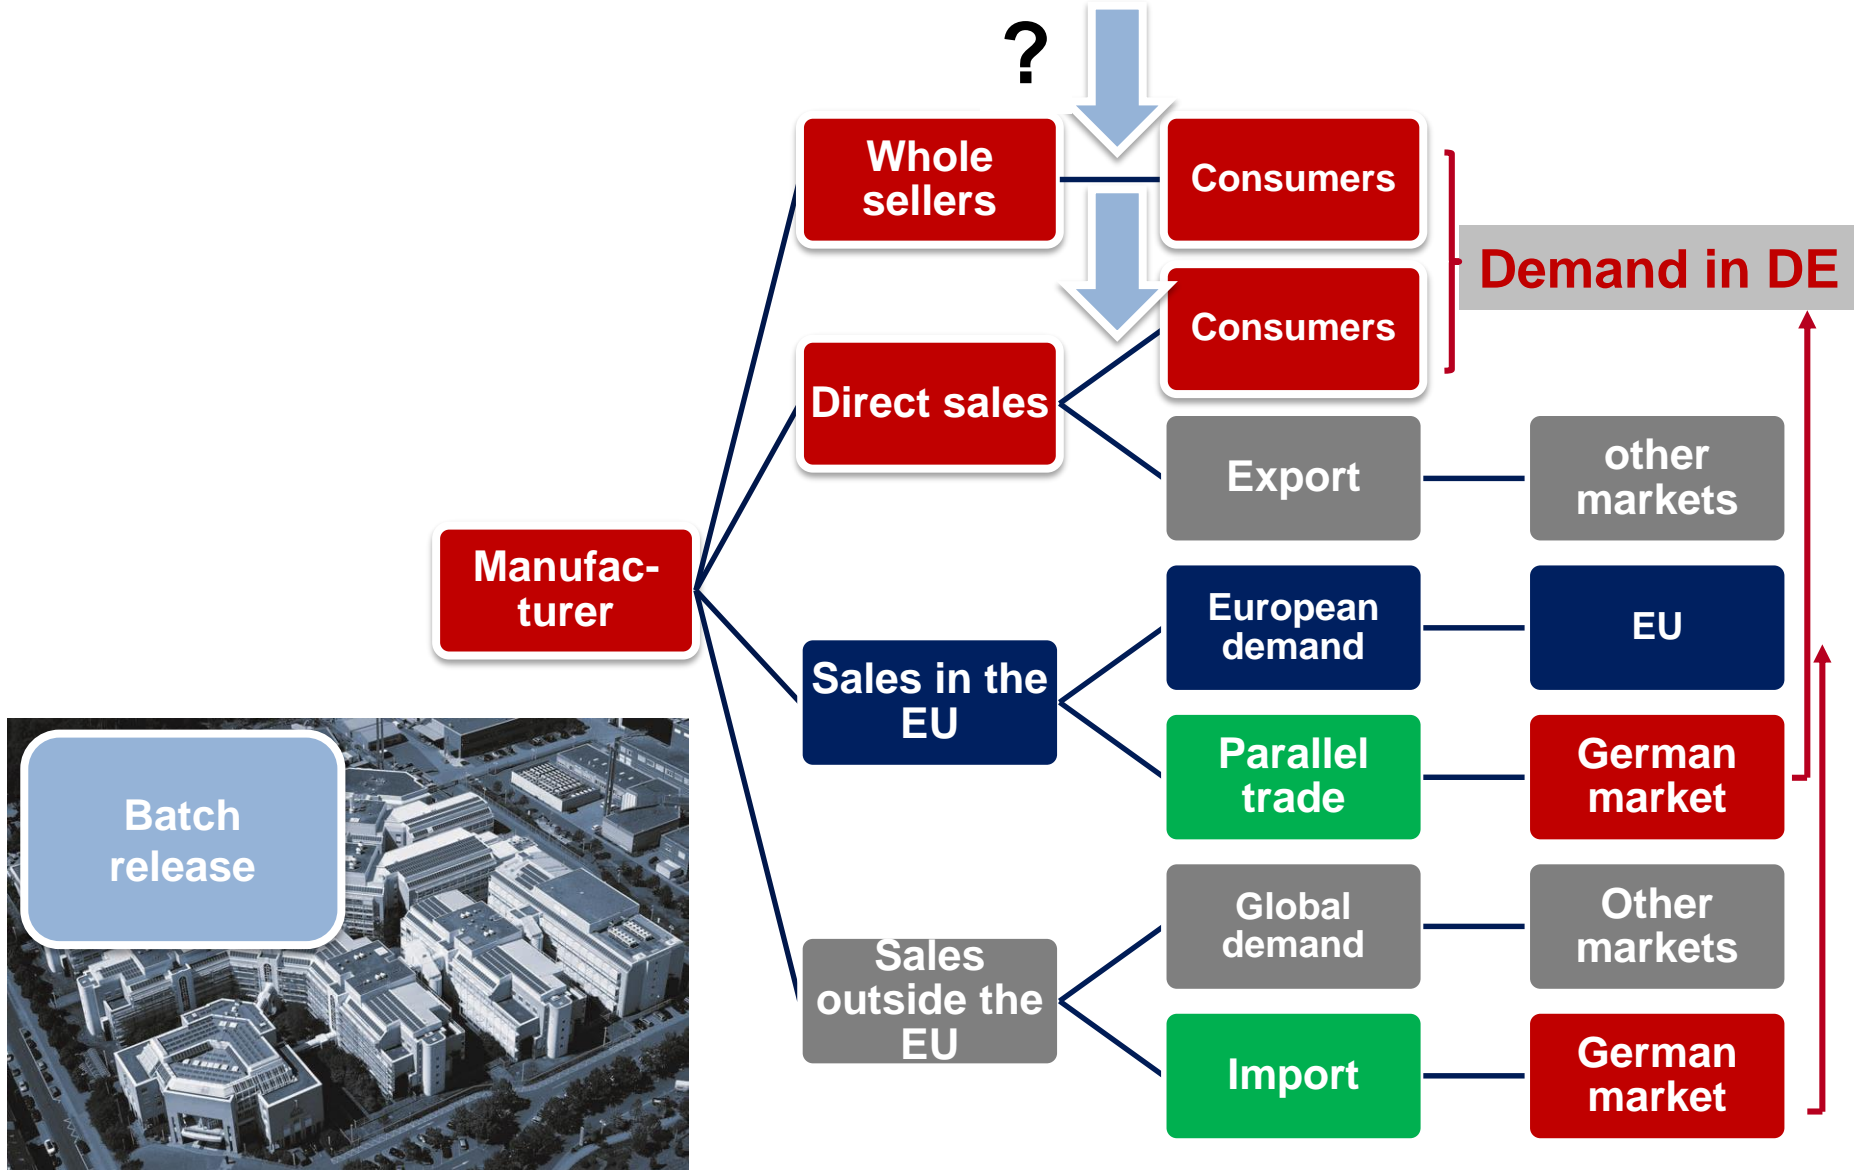 ?
Whole
sellers
Consumers
Demand in DE
Consumers
Direct sales
Export
other
markets
Manufac-
turer
European
demand
EU
Sales in the
EU
Parallel
trade
German
market
Batch
release
Global
demand
Other
markets
Sales
outside the
EU
Import
German
market